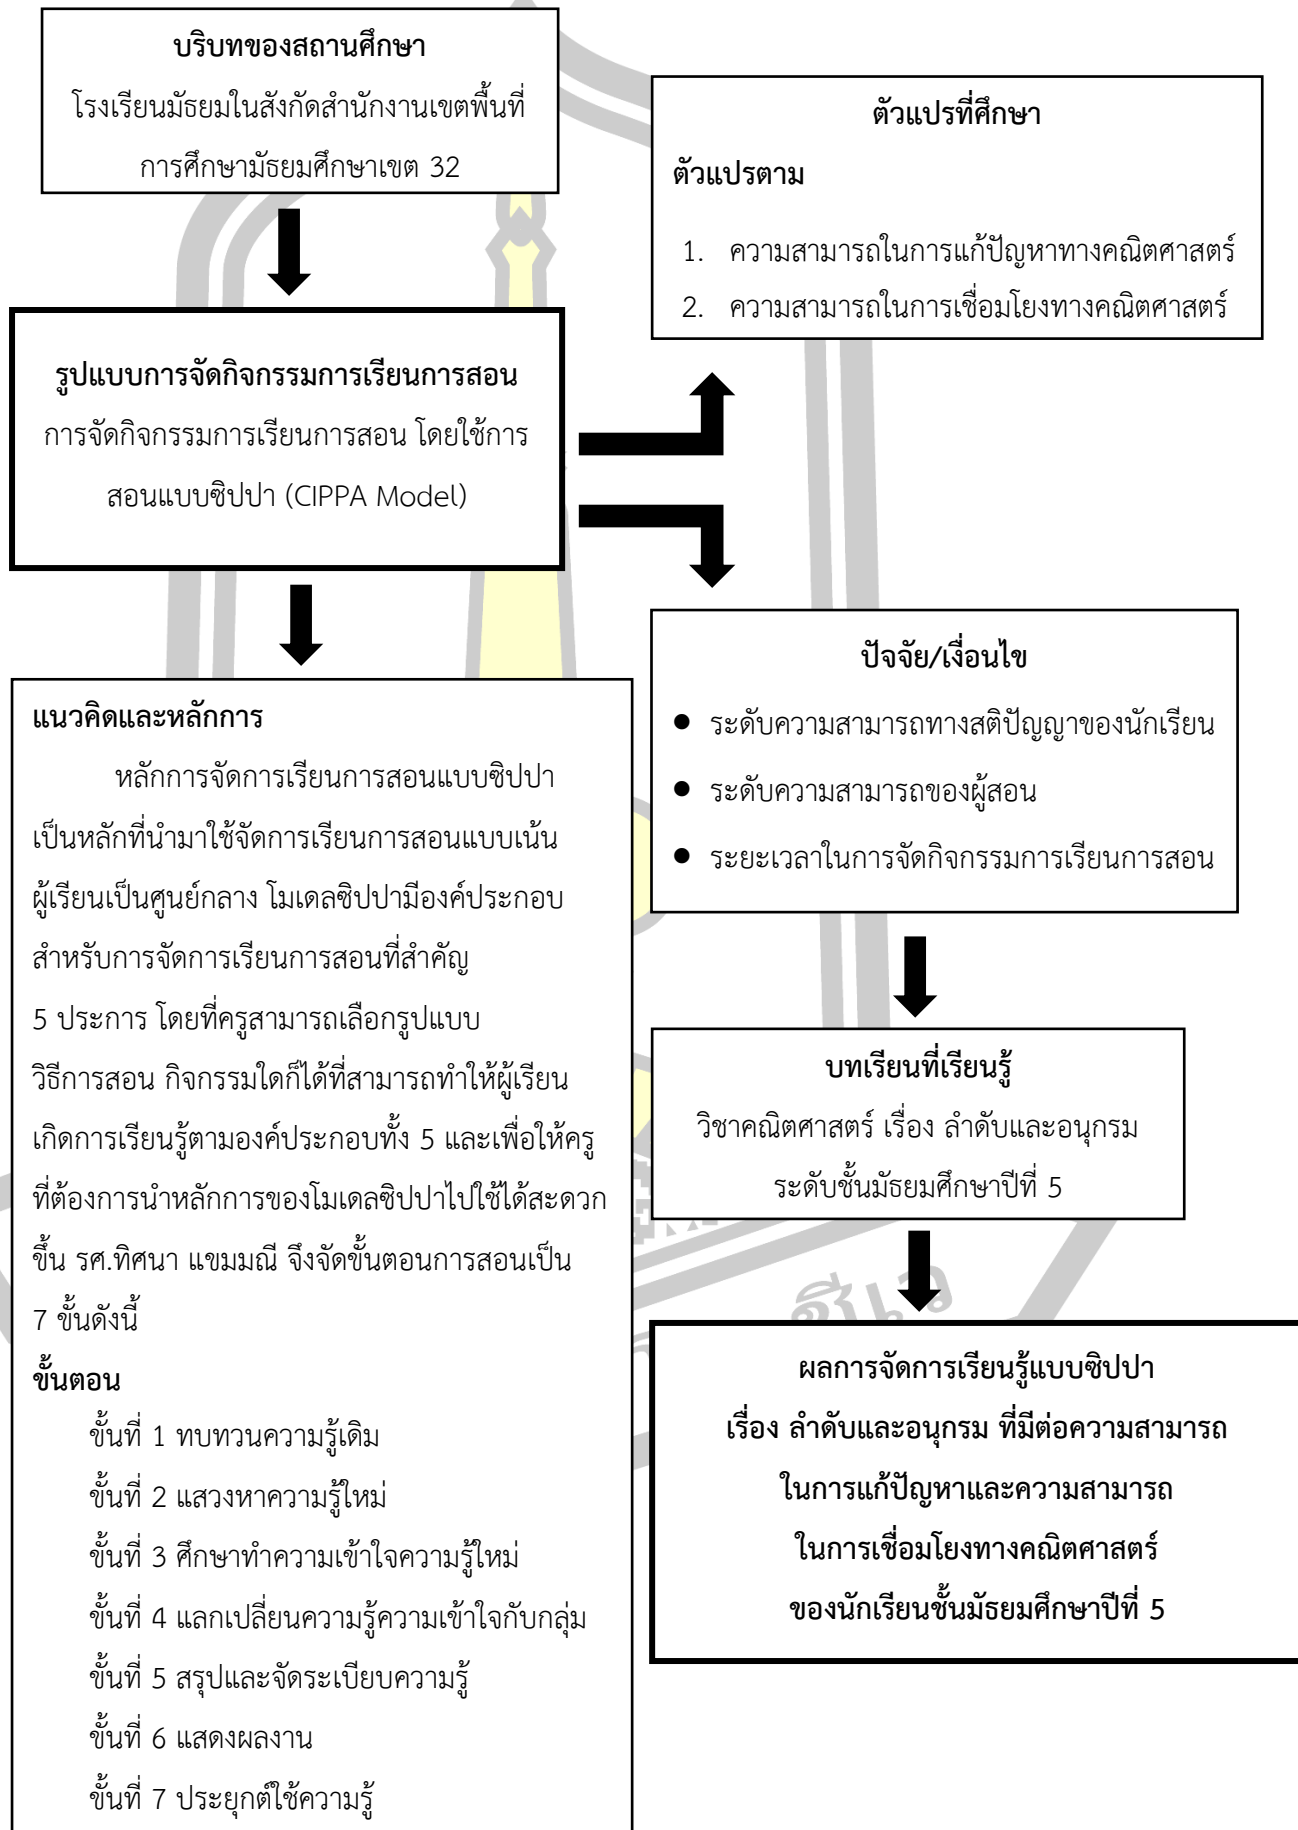 บริบทของสถานศึกษา
โรงเรียนมัธยมในสังกัดสำนักงานเขตพื้นที่
การศึกษามัธยมศึกษาเขต 32
รูปแบบการจัดกิจกรรมการเรียนการสอน
การจัดกิจกรรมการเรียนการสอน โดยใช้การ
สอนแบบซิปปา (CIPPA Model)
แนวคิดและหลักการ
หลักการจัดการเรียนการสอนแบบซิปปา
เป็นหลักที่นำมาใช้จัดการเรียนการสอนแบบเน้น
ผู้เรียนเป็นศูนย์กลาง โมเดลซิปปามีองค์ประกอบ
สำหรับการจัดการเรียนการสอนที่สำคัญ
5 ประการ โดยที่ครูสามารถเลือกรูปแบบ
วิธีการสอน กิจกรรมใดก็ได้ที่สามารถทำให้ผู้เรียน
เกิดการเรียนรู้ตามองค์ประกอบทั้ง 5 และเพื่อให้ครู
ที่ต้องการนำหลักการของโมเดลซิปปาไปใช้ได้สะดวก
ขึ้น รศ.ทิศนา แขมมณี จึงจัดขั้นตอนการสอนเป็น
7 ขั้นดังนี้
ขั้นตอน
ขั้นที่ 1 ทบทวนความรู้เดิม
ขั้นที่ 2 แสวงหาความรู้ใหม่
ขั้นที่ 3 ศึกษาทำความเข้าใจความรู้ใหม่
ขั้นที่ 4 แลกเปลี่ยนความรู้ความเข้าใจกับกลุ่ม
ขั้นที่ 5 สรุปและจัดระเบียบความรู้
ขั้นที่ 6 แสดงผลงาน
ขั้นที่ 7 ประยุกต์ใช้ความรู้
ตัวแปรที่ศึกษา
ตัวแปรตาม
1. ความสามารถในการแก้ปัญหาทางคณิตศาสตร์
2. ความสามารถในการเชื่อมโยงทางคณิตศาสตร์
ปัจจัย/เงื่อนไข
● ระดับความสามารถทางสติปัญญาของนักเรียน
● ระดับความสามารถของผู้สอน
● ระยะเวลาในการจัดกิจกรรมการเรียนการสอน
บทเรียนที่เรียนรู้
วิชาคณิตศาสตร์ เรื่อง ลำดับและอนุกรม
ระดับชั้นมัธยมศึกษาปีที่ 5
ผลการจัดการเรียนรู้แบบซิปปา
เรื่อง ลำดับและอนุกรม ที่มีต่อความสามารถ
ในการแก้ปัญหาและความสามารถ
ในการเชื่อมโยงทางคณิตศาสตร์
ของนักเรียนชั้นมัธยมศึกษาปีที่ 5